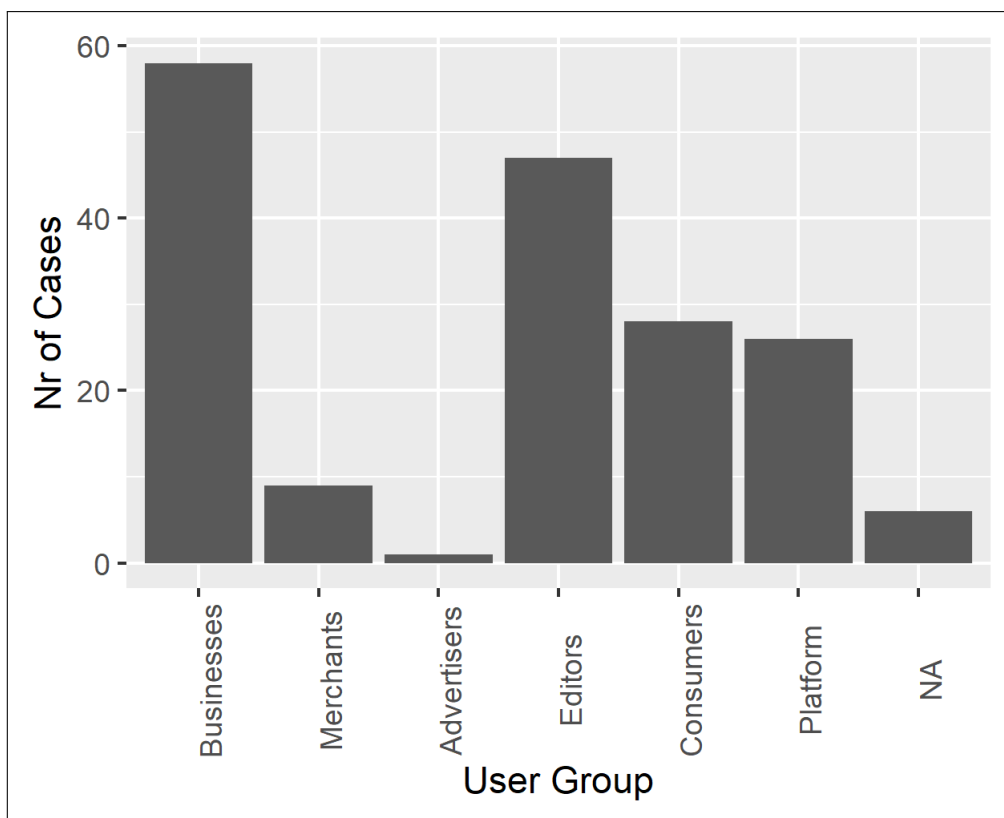 60
40
20
0
Nr of Cases
Businesses
Merchants
Advertisers
Editors
Consumers
Platform
NA
User Group